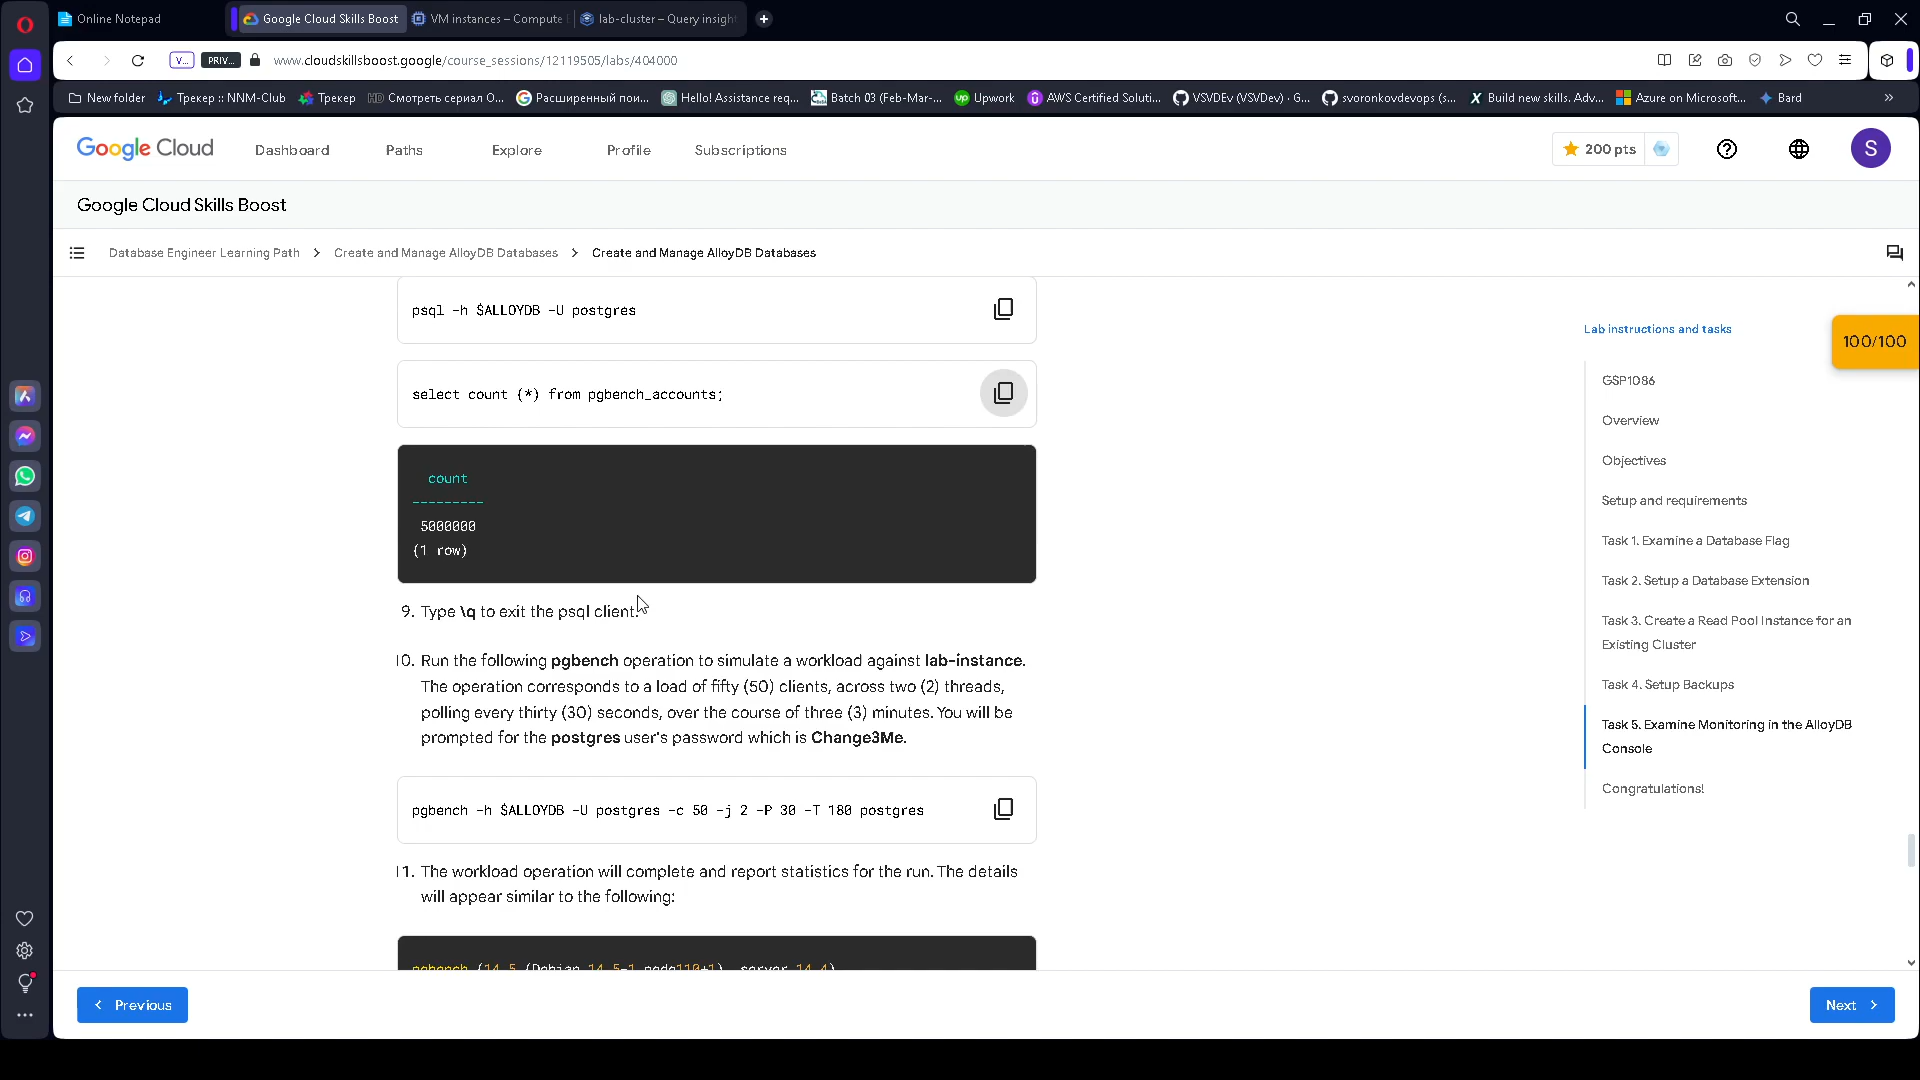 Online Notepad
Google Cloud Skills Boost
VM instances – Compute E
lab-cluster – Query insight
V...
PRIV...
www.cloudskillsboost.google/course_sessions/12119505/labs/404000
New folder
Трекер :: NNM-Club
Трекер
Смотреть сериал O...
Расширенный пои...
Hello! Assistance req...
Batch 03 (Feb-Mar-...
Upwork
AWS Certified Soluti...
VSVDEv (VSVDev) · G...
svoronkovdevops (s...
Build new skills. Adv...
Azure on Microsoft...
Bard
Google Cloud
Dashboard
Paths
Explore
Profile
Subscriptions
200 pts
S
Google Cloud Skills Boost
Database Engineer Learning Path
Create and Manage AlloyDB Databases
Create and Manage AlloyDB Databases
psql -h $ALLOYDB -U postgres
select count (*) from pgbench_accounts;
count
---------
5000000
(1 row)
9. Type \q to exit the psql client.
10. Run the following pgbench operation to simulate a workload against lab-instance.
The operation corresponds to a load of fifty (50) clients, across two (2) threads,
polling every thirty (30) seconds, over the course of three (3) minutes. You will be
prompted for the postgres user's password which is Change3Me.
pgbench -h $ALLOYDB -U postgres -c 50 -j 2 -P 30 -T 180 postgres
11. The workload operation will complete and report statistics for the run. The details
will appear similar to the following:
Lab instructions and tasks
100/100
GSP1086
Overview
Objectives
Setup and requirements
Task 1. Examine a Database Flag
Task 2. Setup a Database Extension
Task 3. Create a Read Pool Instance for an
Existing Cluster
Task 4. Setup Backups
Task 5. Examine Monitoring in the AlloyDB
Console
Congratulations!
Previous
Next